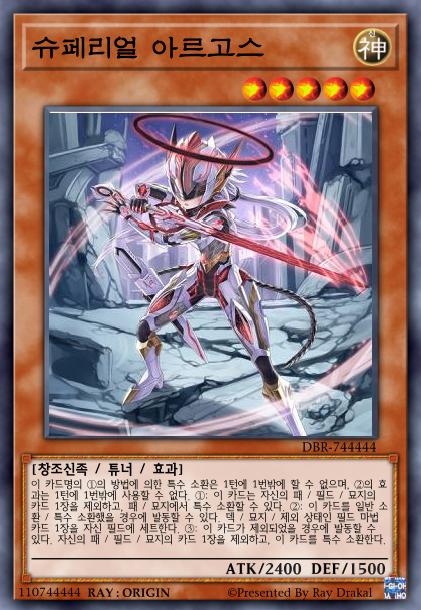 슈페리얼 아르고스
신
神
DBR-744444
[창조신족 / 튜너 / 효과]
이 카드명의 ①의 방법에 의한 특수 소환은 1턴에 1번밖에 할 수 없으며, ②의 효
과는 1턴에 1번밖에 사용할 수 없다. ①: 이 카드는 자신의 패 / 필드 / 묘지의
카드 1장을 제외하고, 패 / 묘지에서 특수 소환할 수 있다. ②: 이 카드를 일반 소
환 / 특수 소환했을 경우에 발동할 수 있다. 덱 / 묘지 / 제외 상태인 필드 마법
카드 1장을 자신 필드에 세트한다. ③: 이 카드가 제외되었을 경우에 발동할 수
있다. 자신의 패 / 필드 / 묘지의 카드 1장을 제외하고, 이 카드를 특수 소환한다.
ATK/2400 DEF/1500
110744444 RAY : ORIGIN ©Presented By Ray Drakal